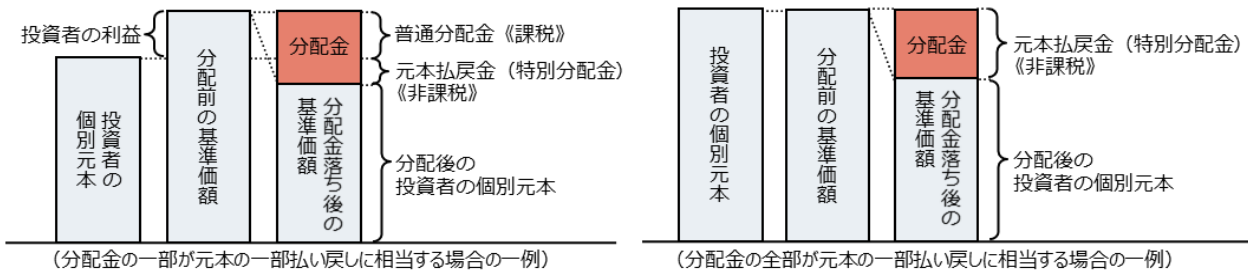 投資者の利益
投資者の
個別元本
分配前の基準価額
分配金
分配金落ち後の
基準価額
普通分配金《課税》
元本払戻金（特別分配金）
《非課税》
分配後の
投資者の個別元本
（分配金の一部が元本の一部払い戻しに相当する場合の一例）
投資者の個別元本
分配前の基準価額
分配金
分配金落ち後の
基準価額
元本払戻金（特別分配金）
《非課税》
分配後の
投資者の個別元本
（分配金の全部が元本の一部払い戻しに相当する場合の一例）